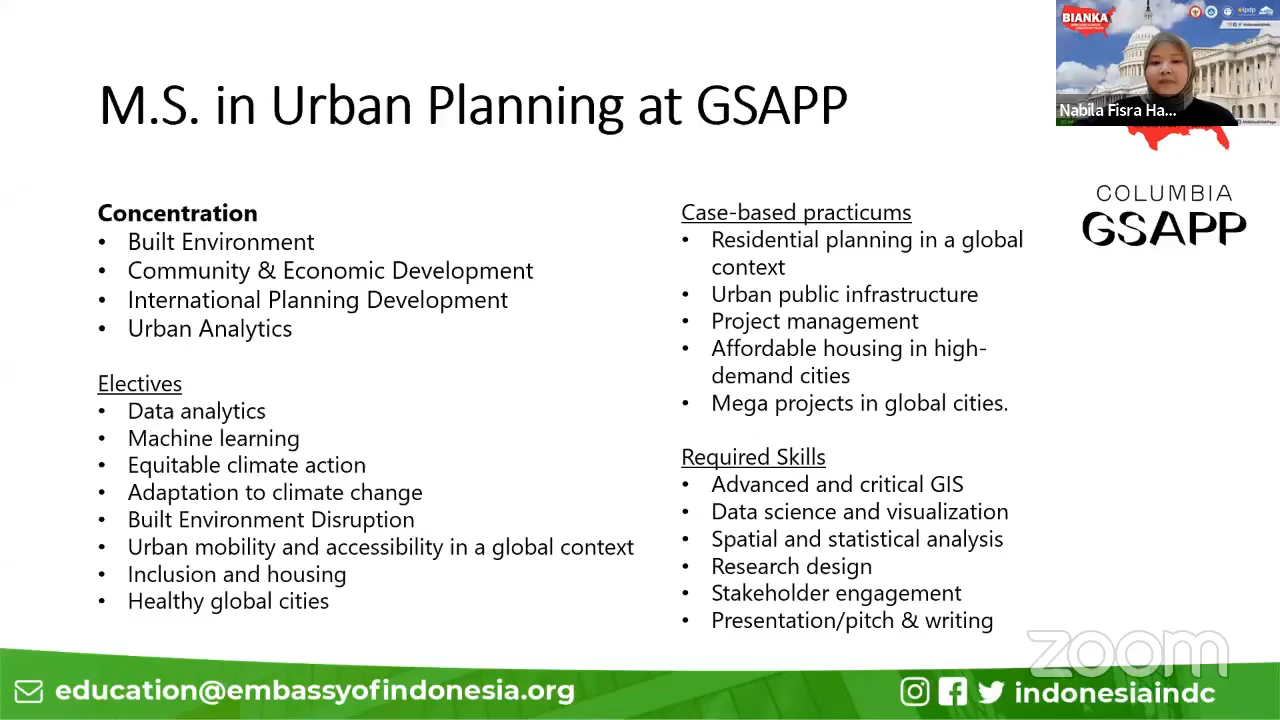 M.S. in Urban Planning at GSAPP
BIANKA
Nabila Fisra Ha...
COLUMBIA
GSAPP
Concentration
• Built Environment
• Community & Economic Development
• International Planning Development
• Urban Analytics
Electives
• Data analytics
• Machine learning
• Equitable climate action
• Adaptation to climate change
• Built Environment Disruption
• Urban mobility and accessibility in a global context
• Inclusion and housing
• Healthy global cities
Case-based practicums
• Residential planning in a global
context
• Urban public infrastructure
• Project management
• Affordable housing in high-
demand cities
• Mega projects in global cities.
Required Skills
• Advanced and critical GIS
• Data science and visualization
• Spatial and statistical analysis
• Research design
• Stakeholder engagement
• Presentation/pitch & writing
zoom
education@embassyofindonesia.org
indonesiaindc